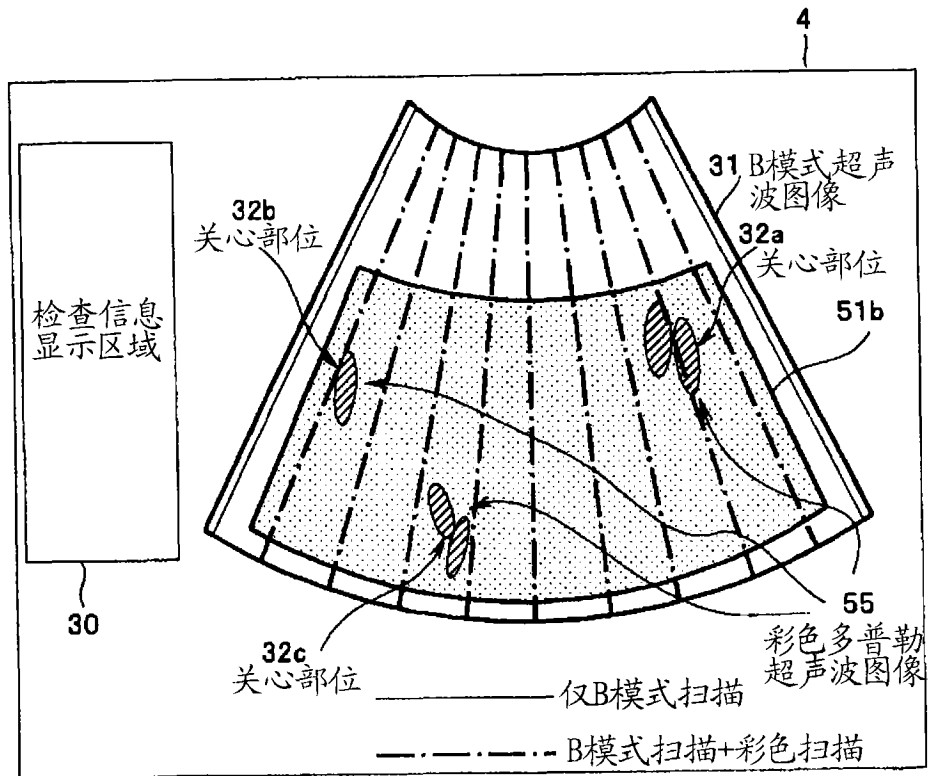 4
31 B模式超声
波图像
32b
关心部位
32a
关心部位
检查信息
显示区域
51b
30
55
彩色多普勒
超声波图像
32c
关心部位
仅B模式扫描
B模式扫描+彩色扫描